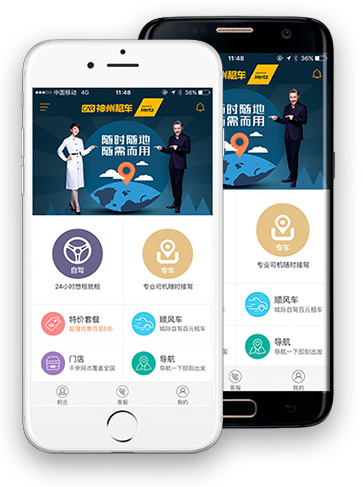 中国移动 4G 11:48 36%
CAR 神州租车 Hertz
随时随地
随需而用
自驾
24小时想租就租
专车
专业司机随时接驾
特价套餐
超值优惠低至6折
顺风车
城际自驾百元租车
门店
千余网点覆盖全国
导航
导航一下即刻出发
附近
客服
我的
11:48 36%
Hertz
随时随地
随需而用
专车
专业司机随时接驾
顺风车
城际自驾百元租车
导航
导航一下即刻出发
客服
我的